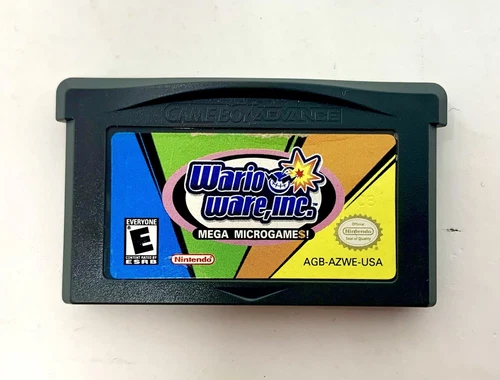 GAME BOY ADVANCE
Wario
Ware, Inc.
MEGA MICROGAME$!
EVERYONE
E
CONTENT RATED BY
ESRB
Nintendo
Official
Nintendo
Seal of Quality
AGB-AZWE-USA